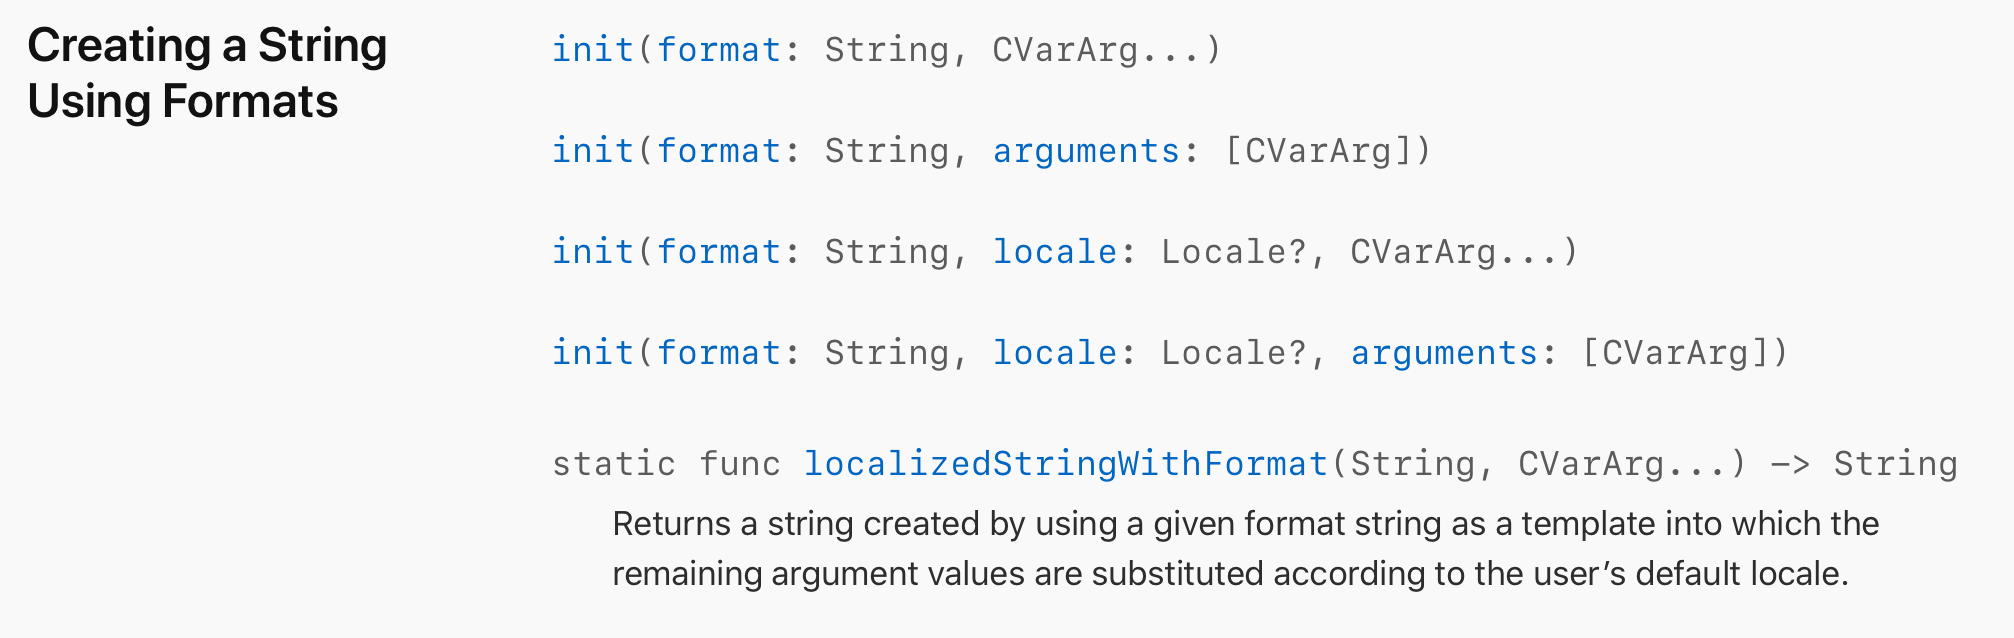 Creating a String
Using Formats
init(format: String, CVarArg...)
init(format: String, arguments: [CVarArg])
init(format: String, locale: Locale?, CVarArg...)
init(format: String, locale: Locale?, arguments: [CVarArg])
static func localizedStringWithFormat(String, CVarArg...) -> String
Returns a string created by using a given format string as a template into which the
remaining argument values are substituted according to the user’s default locale.